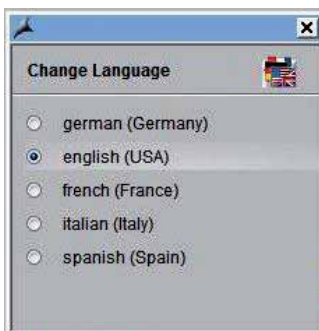 Change Language
german (Germany)
english (USA)
french (France)
italian (Italy)
spanish (Spain)